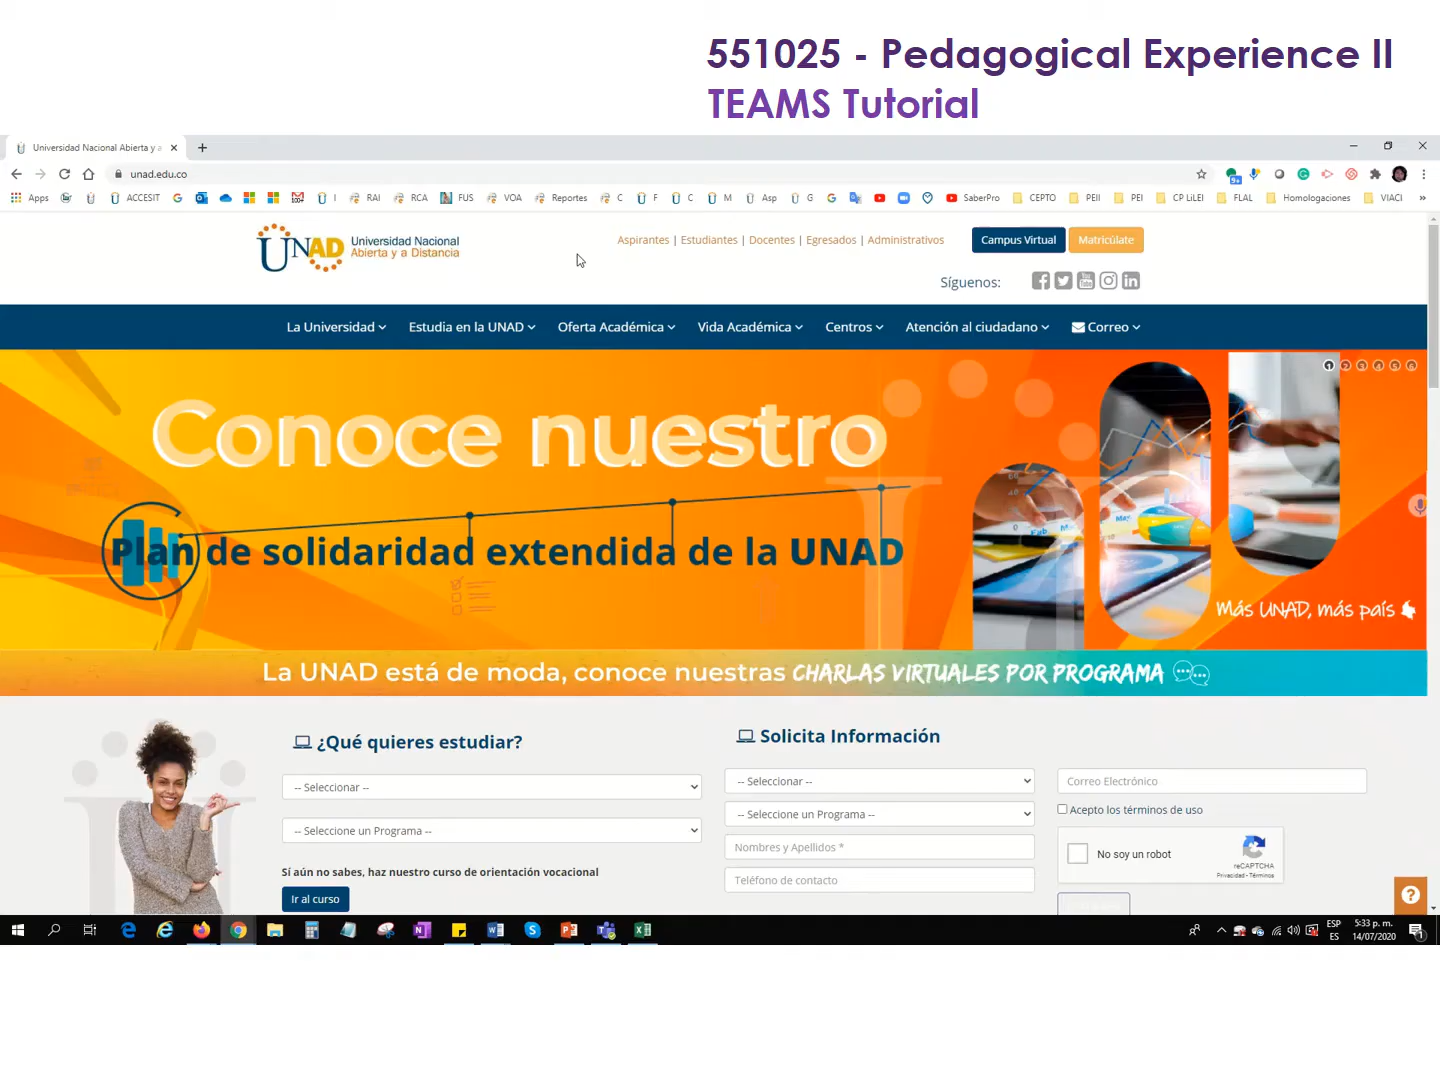 551025 - Pedagogical Experience II
TEAMS Tutorial
Universidad Nacional Abierta y a
unad.edu.co
Apps ACCESIT I RAI RCA FUS VOA Reportes C F C M Asp G SaberPro CEPTO PEII PEI CP LiLEI FLAL Homologaciones VIACI »
UNAD Universidad Nacional
Abierta y a Distancia
Aspirantes | Estudiantes | Docentes | Egresados | Administrativos
Campus Virtual Matricúlate
Síguenos:
La Universidad Estudia en la UNAD Oferta Académica Vida Académica Centros Atención al ciudadano Correo
1 2 3 4 5 6
Conoce nuestro
Plan de solidaridad extendida de la UNAD
Más UNAD, más país
La UNAD está de moda, conoce nuestras CHARLAS VIRTUALES POR PROGRAMA
¿Qué quieres estudiar?
-- Seleccionar --
-- Seleccione un Programa --
Sí aún no sabes, haz nuestro curso de orientación vocacional
Ir al curso
Solicita Información
-- Seleccionar --
-- Seleccione un Programa --
Nombres y Apellidos *
Teléfono de contacto
Correo Electrónico
Acepto los términos de uso
No soy un robot
reCAPTCHA
Privacidad - Términos
ESP
ES
5:33 p. m.
14/07/2020